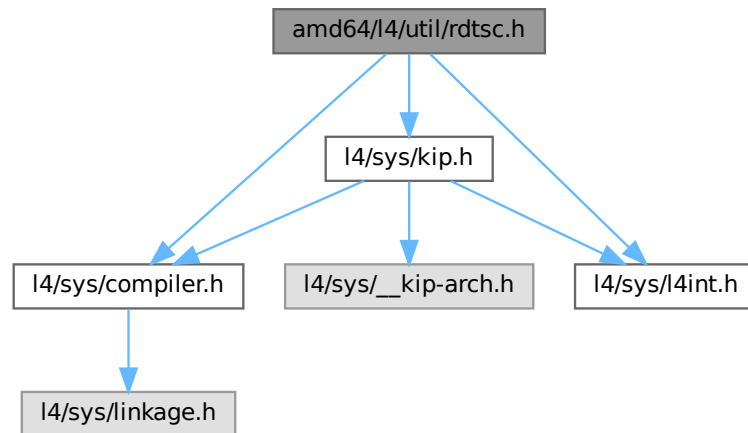 amd64/l4/util/rdtsc.h
l4/sys/kip.h
l4/sys/compiler.h
l4/sys/__kip-arch.h
l4/sys/l4int.h
l4/sys/linkage.h